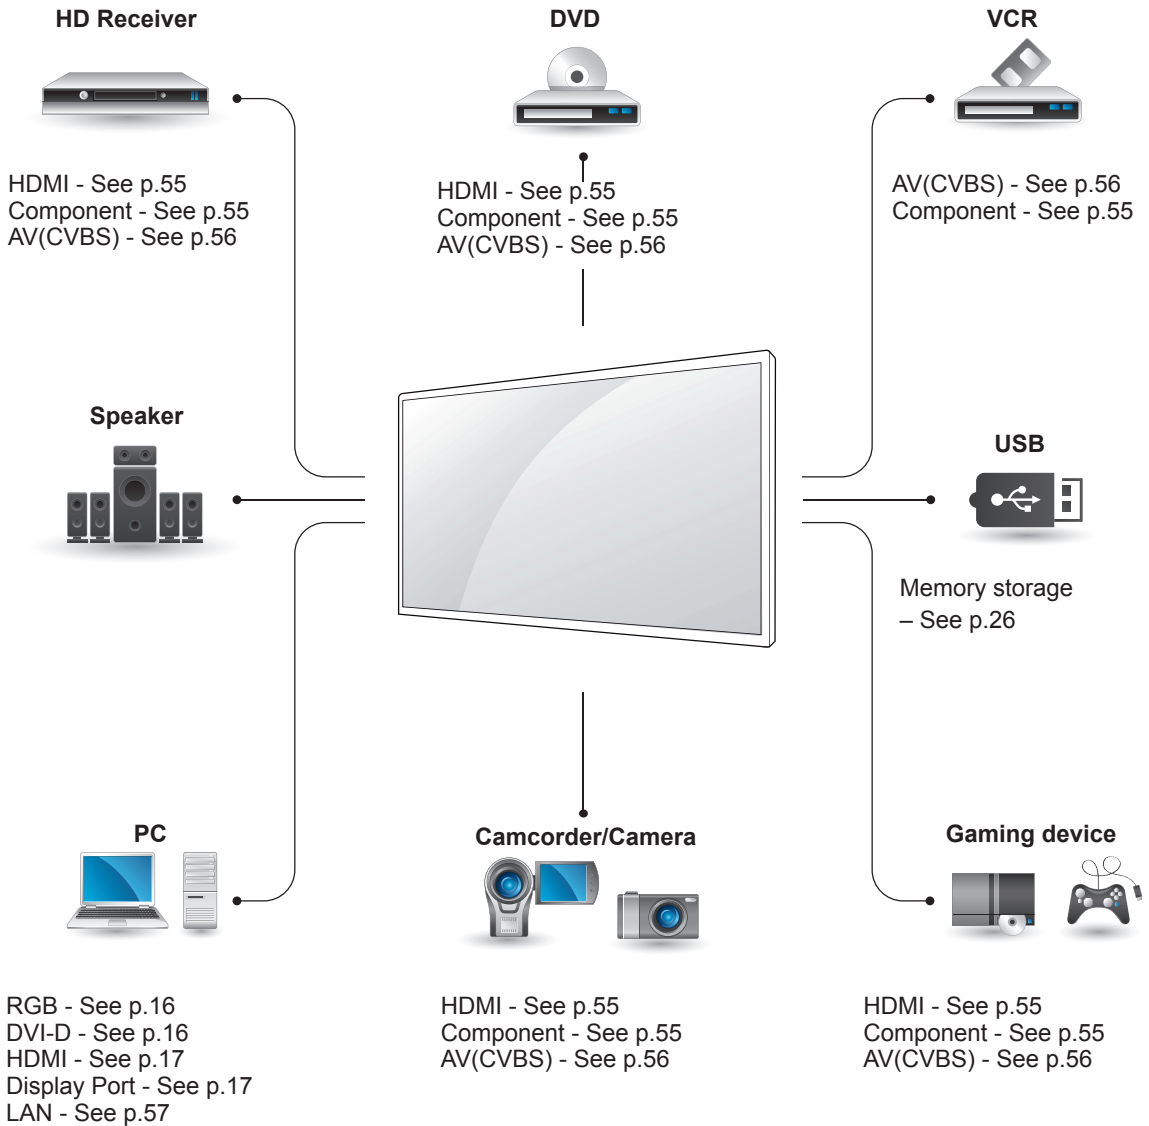 HD Receiver
HDMI - See p.55
Component - See p.55
AV(CVBS) - See p.56
DVD
HDMI - See p.55
Component - See p.55
AV(CVBS) - See p.56
VCR
AV(CVBS) - See p.56
Component - See p.55
Speaker
USB
Memory storage
– See p.26
PC
RGB - See p.16
DVI-D - See p.16
HDMI - See p.17
Display Port - See p.17
LAN - See p.57
Camcorder/Camera
HDMI - See p.55
Component - See p.55
AV(CVBS) - See p.56
Gaming device
HDMI - See p.55
Component - See p.55
AV(CVBS) - See p.56